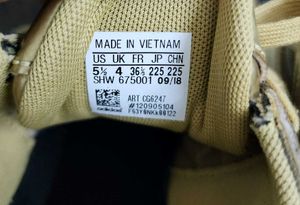 MADE IN VIETNAM
US UK FR JP CHN
5½ 4 36⅔ 225 225
SHW 675001 09/18
ART CG6247
#120905104
adidas